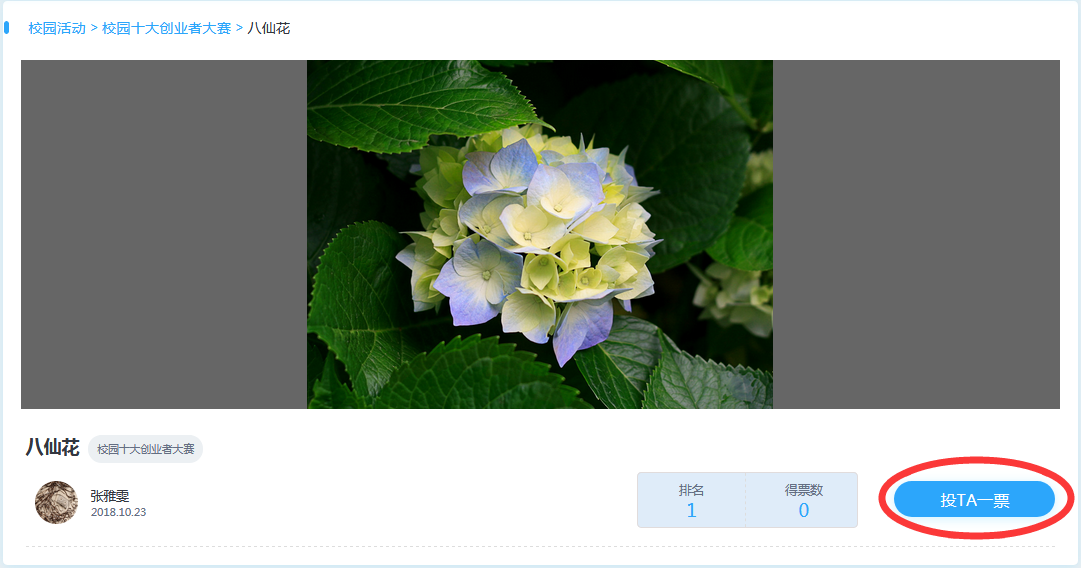 校园活动 > 校园十大创业者大赛 > 八仙花
八仙花 校园十大创业者大赛
张雅雯
2018.10.23
排名 得票数
1 0
投TA一票